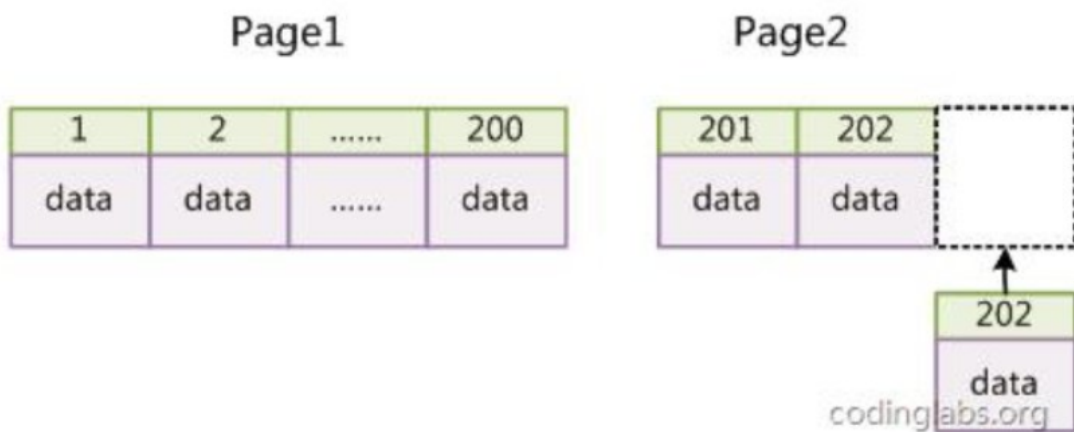 Page1 Page2
1 2 ...... 200 201 202
data data ...... data data data
202
data
codinglabs.org